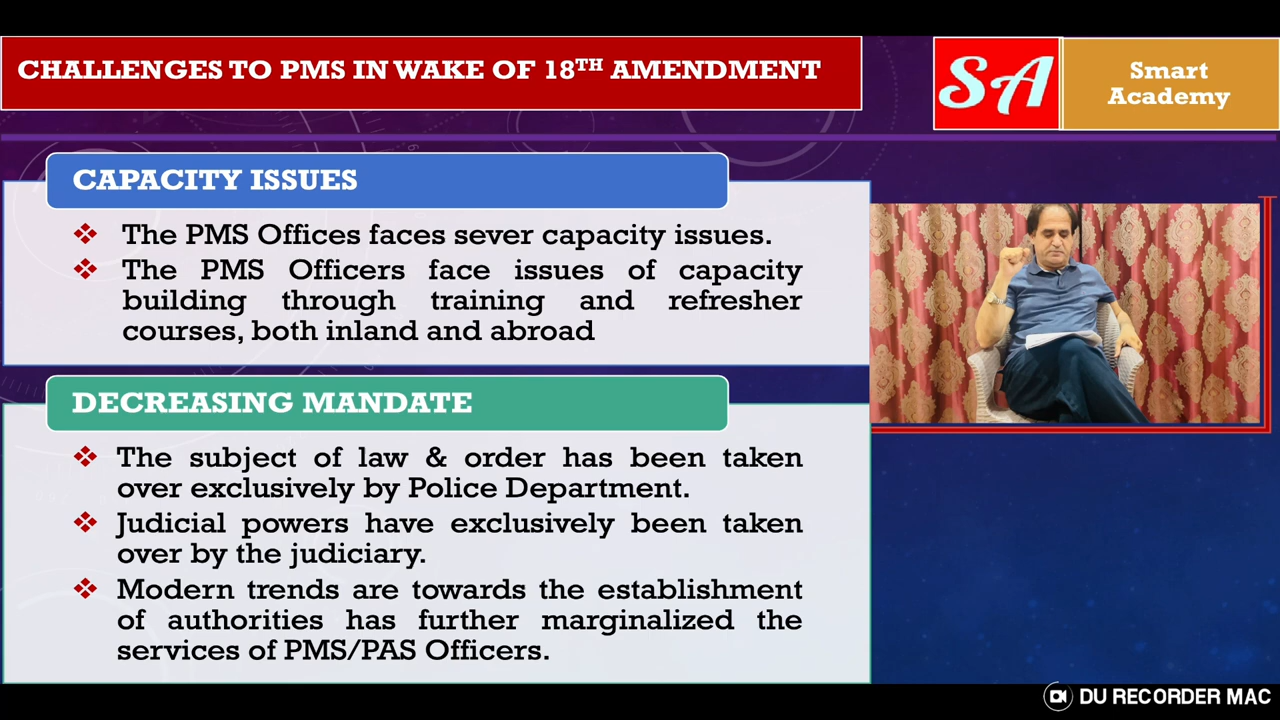 CHALLENGES TO PMS IN WAKE OF 18TH AMENDMENT
SA
Smart
Academy
CAPACITY ISSUES
The PMS Offices faces sever capacity issues.
The PMS Officers face issues of capacity
building through training and refresher
courses, both inland and abroad
DECREASING MANDATE
The subject of law & order has been taken
over exclusively by Police Department.
Judicial powers have exclusively been taken
over by the judiciary.
Modern trends are towards the establishment
of authorities has further marginalized the
services of PMS/PAS Officers.
DU RECORDER MAC